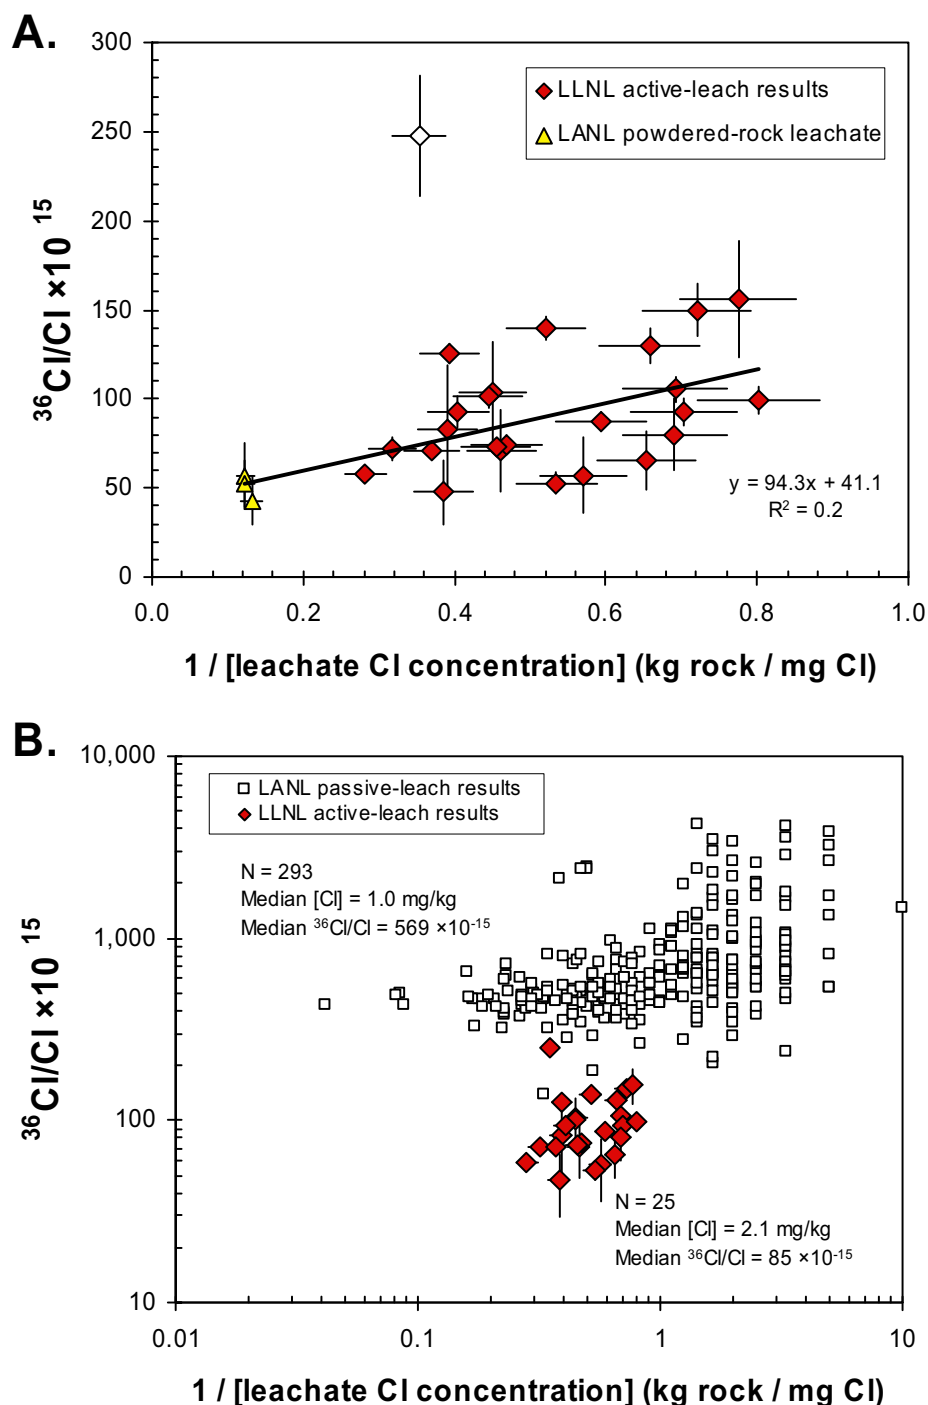 A.
300
250
200
150
100
50
0
³⁶Cl/Cl ×10 ¹⁵
LLNL active-leach results
LANL powdered-rock leachate
y = 94.3x + 41.1
R² = 0.2
0.0 0.2 0.4 0.6 0.8 1.0
1 / [leachate Cl concentration] (kg rock / mg Cl)
B.
10,000
1,000
100
10
³⁶Cl/Cl ×10 ¹⁵
LANL passive-leach results
LLNL active-leach results
N = 293
Median [Cl] = 1.0 mg/kg
Median ³⁶Cl/Cl = 569 ×10⁻¹⁵
N = 25
Median [Cl] = 2.1 mg/kg
Median ³⁶Cl/Cl = 85 ×10⁻¹⁵
0.01 0.1 1 10
1 / [leachate Cl concentration] (kg rock / mg Cl)